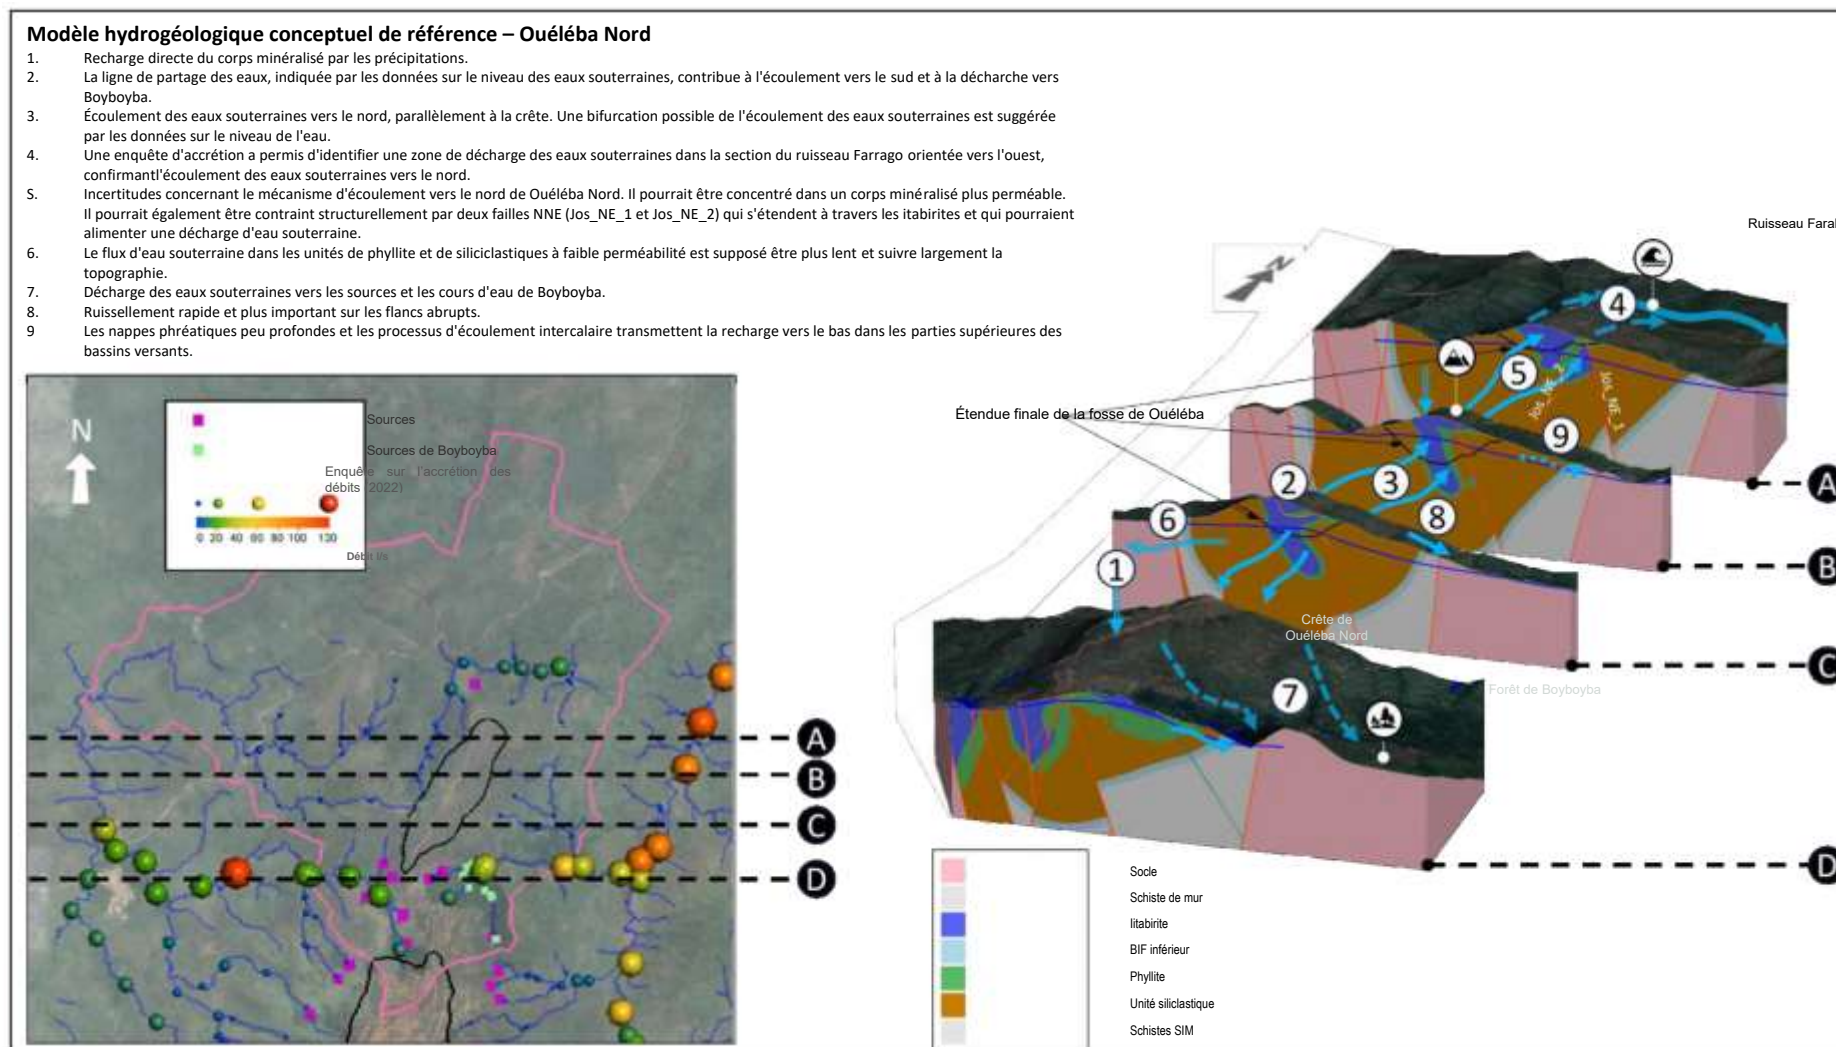 Modèle hydrogéologique conceptuel de référence – Ouéléba Nord
1. Recharge directe du corps minéralisé par les précipitations.
2. La ligne de partage des eaux, indiquée par les données sur le niveau des eaux souterraines, contribue à l'écoulement vers le sud et à la décharche vers
Boyboyba.
3. Écoulement des eaux souterraines vers le nord, parallèlement à la crête. Une bifurcation possible de l'écoulement des eaux souterraines est suggérée
par les données sur le niveau de l'eau.
4. Une enquête d'accrétion a permis d'identifier une zone de décharge des eaux souterraines dans la section du ruisseau Farrago orientée vers l'ouest,
confirmantl'écoulement des eaux souterraines vers le nord.
S. Incertitudes concernant le mécanisme d'écoulement vers le nord de Ouéléba Nord. Il pourrait être concentré dans un corps minéralisé plus perméable.
Il pourrait également être contraint structurellement par deux failles NNE (Jos_NE_1 et Jos_NE_2) qui s'étendent à travers les itabirites et qui pourraient
alimenter une décharge d'eau souterraine.
6. Le flux d'eau souterraine dans les unités de phyllite et de siliciclastiques à faible perméabilité est supposé être plus lent et suivre largement la
topographie.
7. Décharge des eaux souterraines vers les sources et les cours d'eau de Boyboyba.
8. Ruissellement rapide et plus important sur les flancs abrupts.
9 Les nappes phréatiques peu profondes et les processus d'écoulement intercalaire transmettent la recharge vers le bas dans les parties supérieures des
bassins versants.
N
Sources
Sources de Boyboyba
Enquête sur l'accrétion des
débits (2022)
0 20 40 60 80 100 130
Débit l/s
A
B
C
D
Ruisseau Farak
N
4
5
Jos_NE_2
Jos_NE_1
Étendue finale de la fosse de Ouéléba
9
2
3
A
6
8
1
B
Crête de
Ouéléba Nord
C
7
Forêt de Boyboyba
D
Socle
Schiste de mur
Iitabirite
BIF inférieur
Phyllite
Unité siliclastique
Schistes SIM